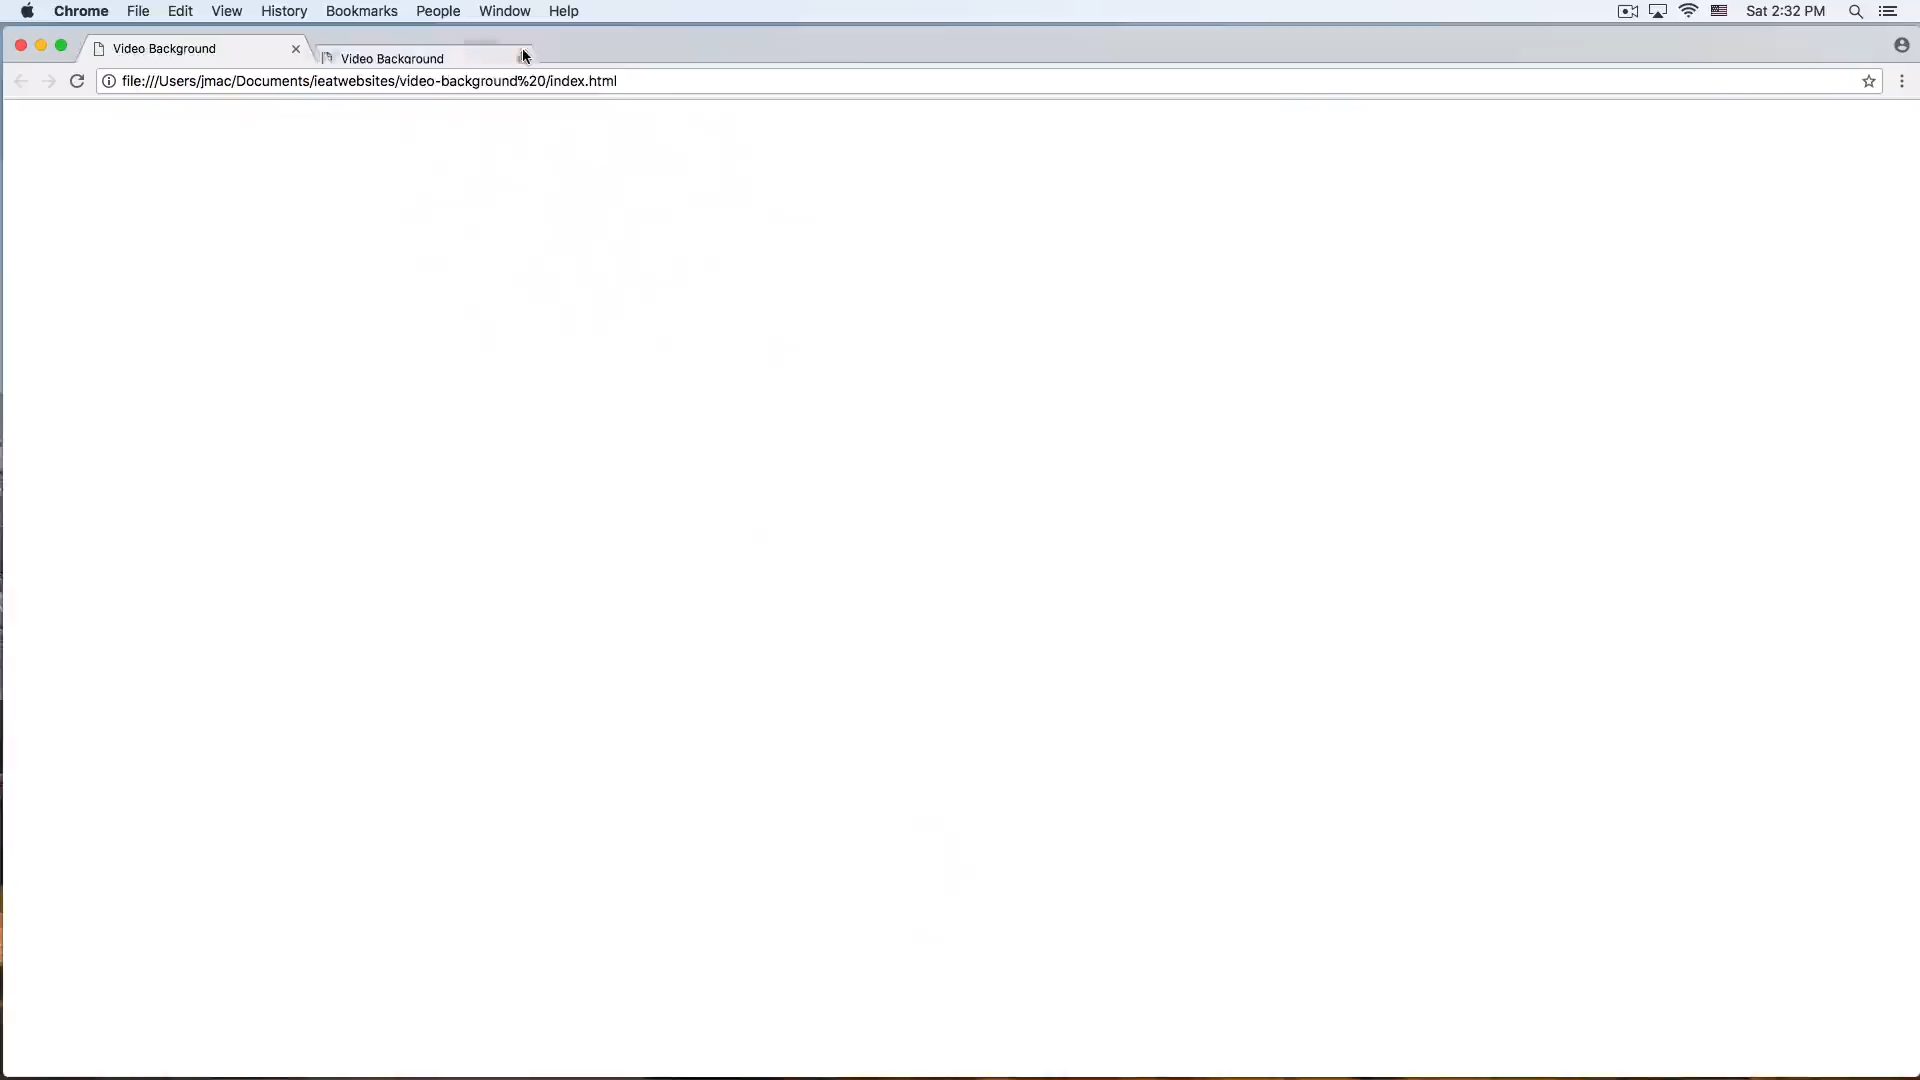 Chrome File Edit View History Bookmarks People Window Help Sat 2:32 PM
Video Background Video Background
file:///Users/jmac/Documents/ieatwebsites/video-background%20/index.html